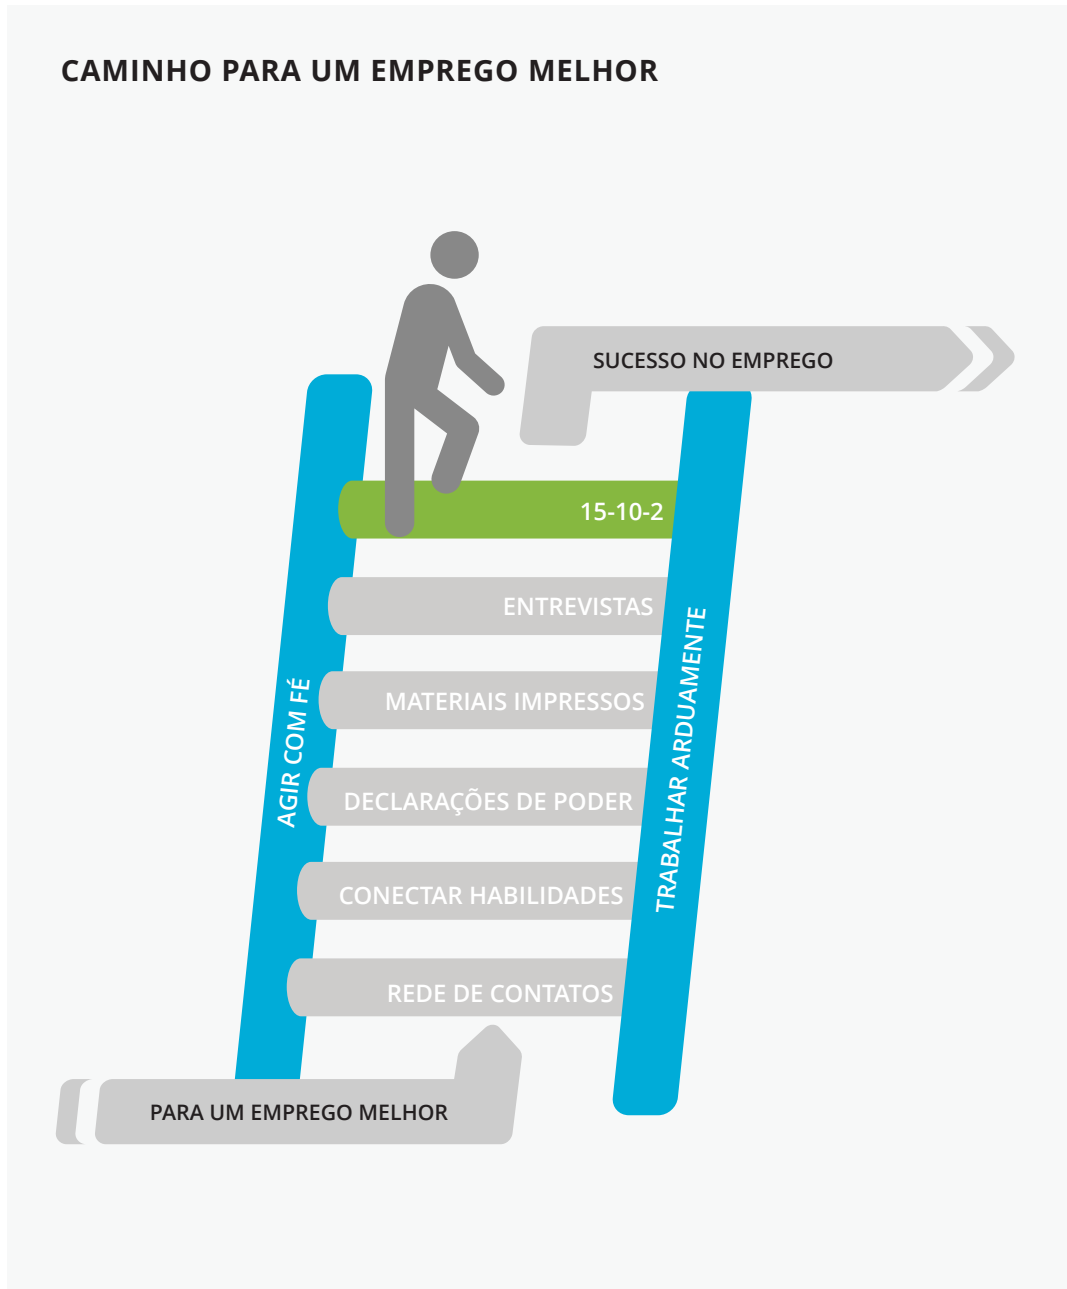 CAMINHO PARA UM EMPREGO MELHOR
SUCESSO NO EMPREGO
15-10-2
ENTREVISTAS
MATERIAIS IMPRESSOS
DECLARAÇÕES DE PODER
CONECTAR HABILIDADES
REDE DE CONTATOS
AGIR COM FÉ
TRABALHAR ARDUAMENTE
PARA UM EMPREGO MELHOR